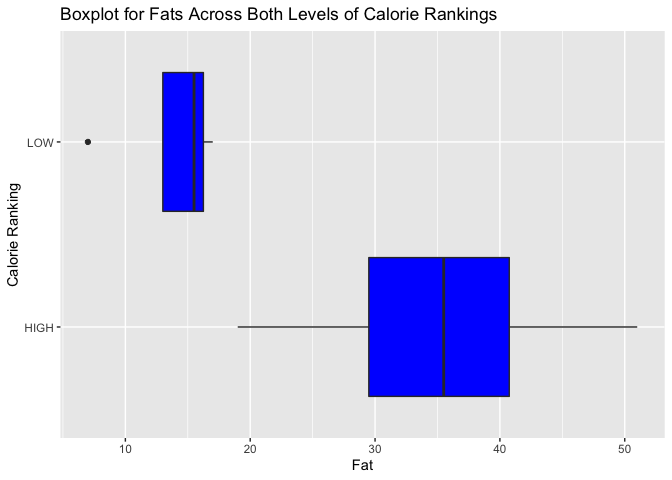 Boxplot for Fats Across Both Levels of Calorie Rankings
LOW
HIGH
Calorie Ranking
10 20 30 40 50
Fat